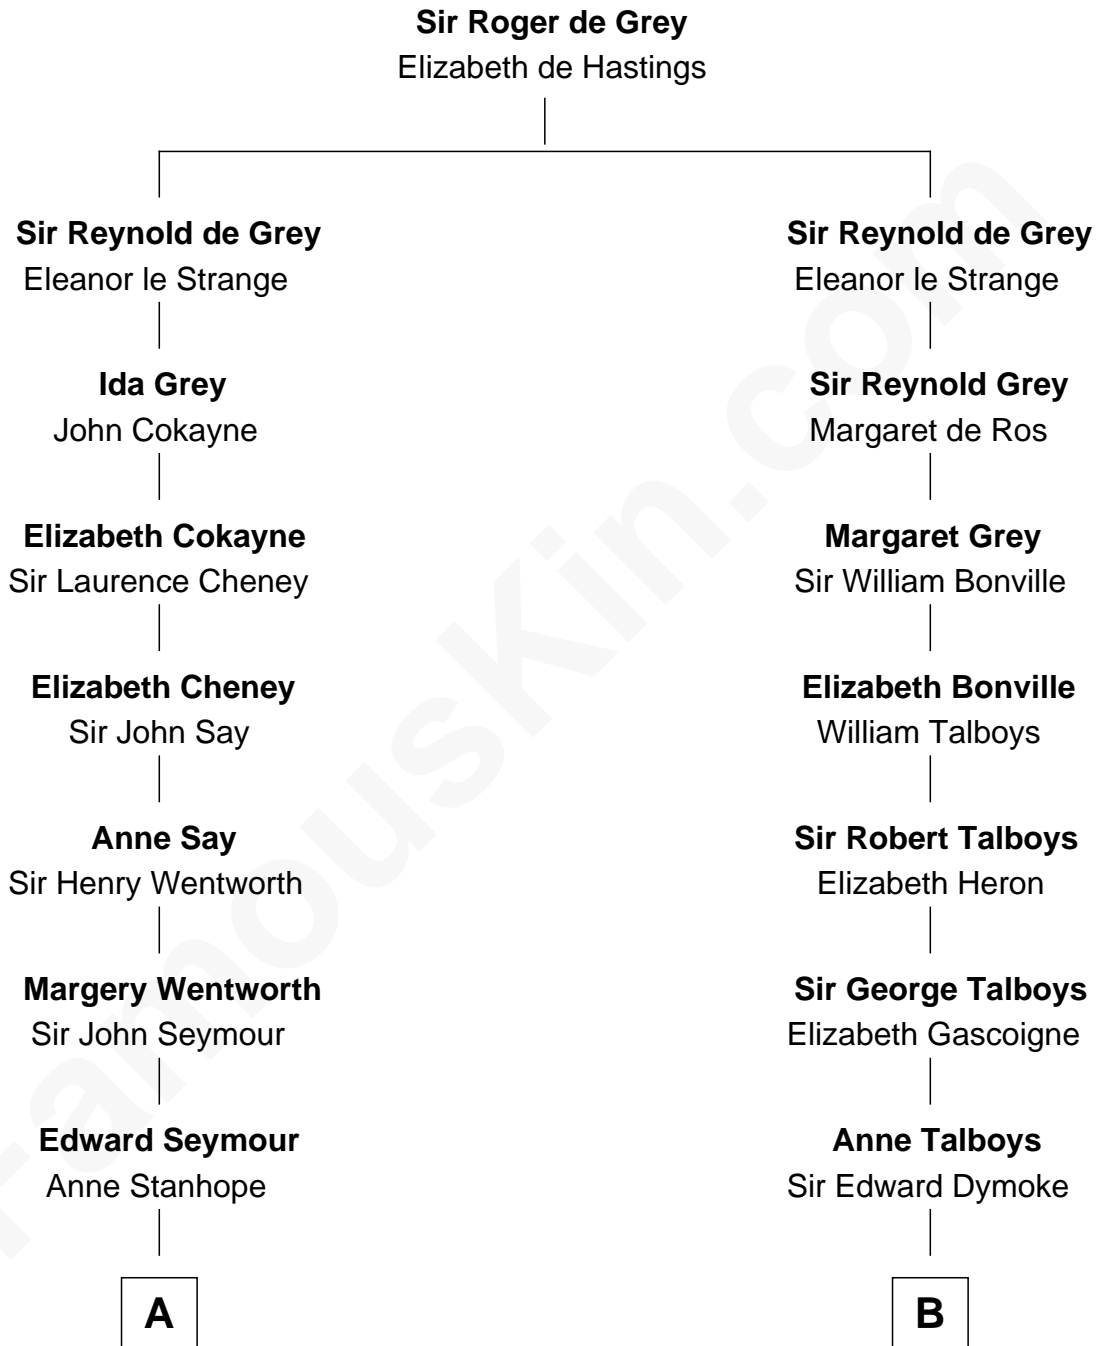 Sir Roger de Grey
Elizabeth de Hastings
Sir Reynold de Grey
Eleanor le Strange
Ida Grey
John Cokayne
Elizabeth Cokayne
Sir Laurence Cheney
Elizabeth Cheney
Sir John Say
Anne Say
Sir Henry Wentworth
Margery Wentworth
Sir John Seymour
Edward Seymour
Anne Stanhope
A
Sir Reynold de Grey
Eleanor le Strange
Sir Reynold Grey
Margaret de Ros
Margaret Grey
Sir William Bonville
Elizabeth Bonville
William Talboys
Sir Robert Talboys
Elizabeth Heron
Sir George Talboys
Elizabeth Gascoigne
Anne Talboys
Sir Edward Dymoke
B
FamousKin.com